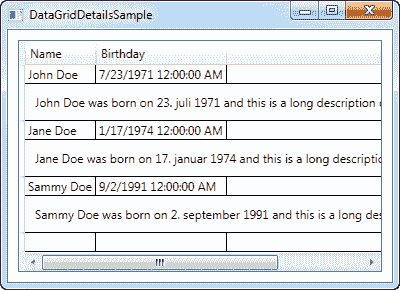 DataGridDetailsSample
Name Birthday
John Doe 7/23/1971 12:00:00 AM
John Doe was born on 23. juli 1971 and this is a long description
Jane Doe 1/17/1974 12:00:00 AM
Jane Doe was born on 17. januar 1974 and this is a long descriptio
Sammy Doe 9/2/1991 12:00:00 AM
Sammy Doe was born on 2. september 1991 and this is a long des